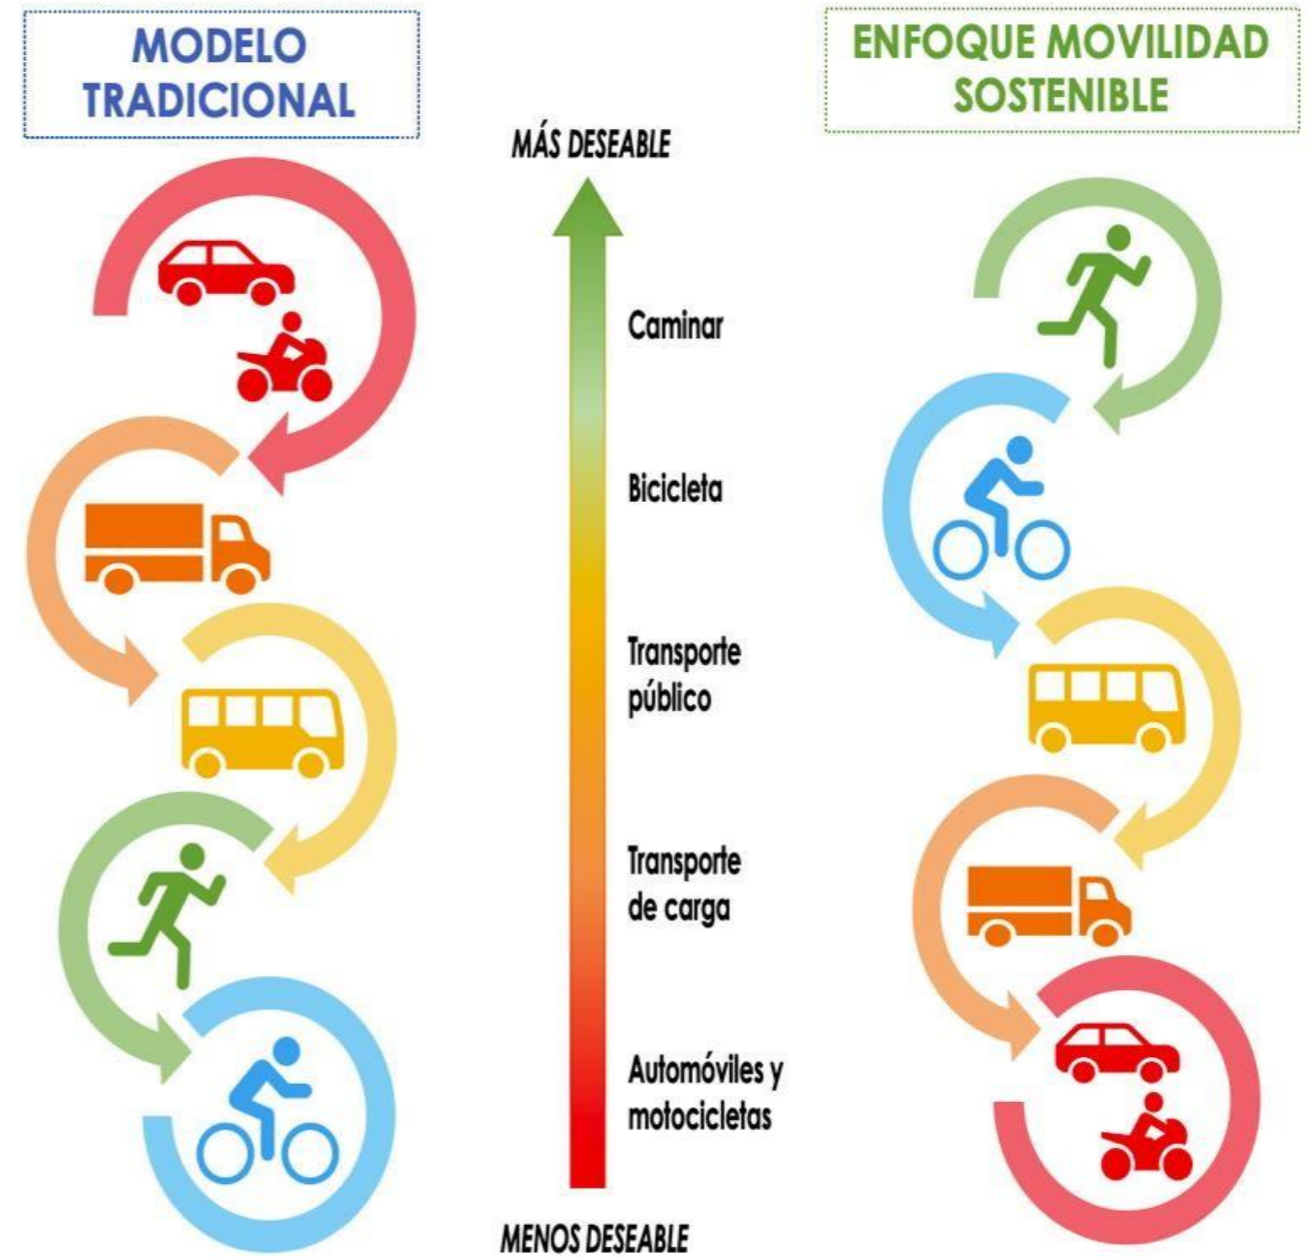 MODELO
TRADICIONAL
ENFOQUE MOVILIDAD
SOSTENIBLE
MÁS DESEABLE
Caminar
Bicicleta
Transporte
público
Transporte
de carga
Automóviles y
motocicletas
MENOS DESEABLE